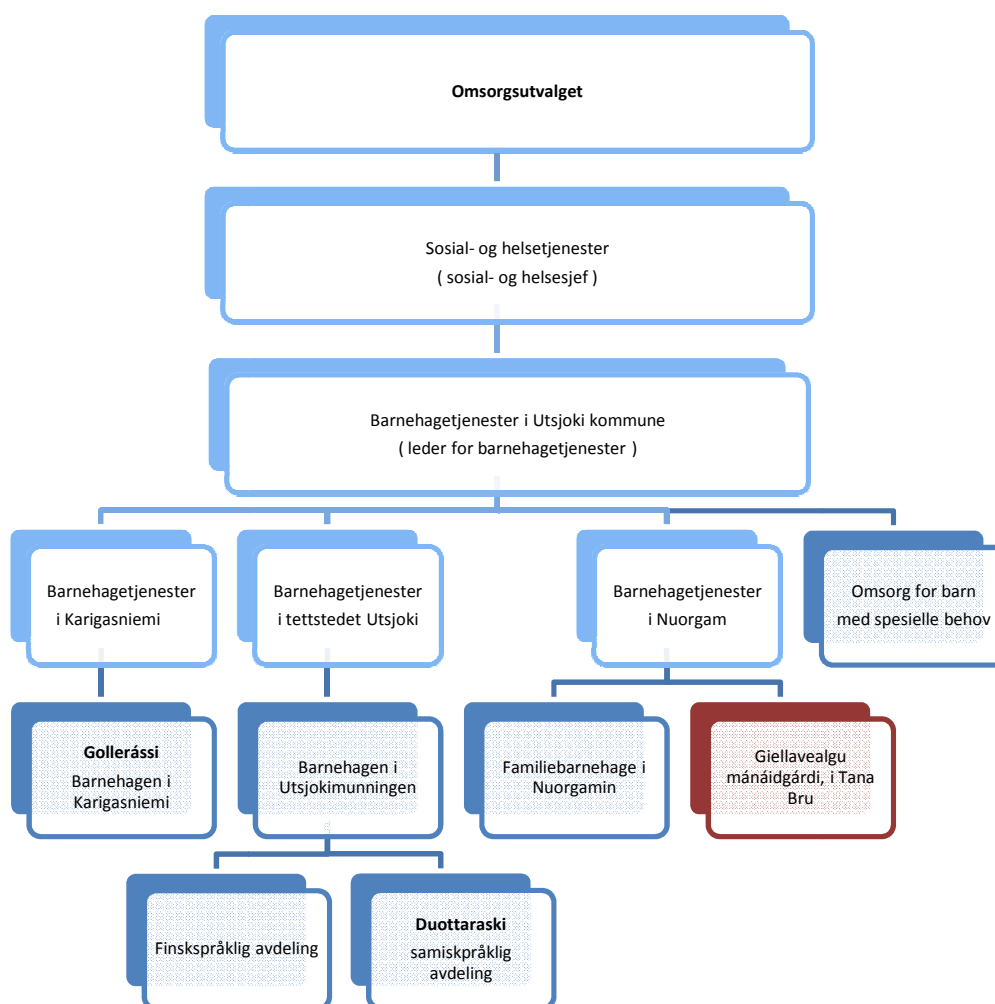 Omsorgsutvalget
Sosial- og helsetjenester
( sosial- og helsesjef )
Barnehagetjenester i Utsjoki kommune
( leder for barnehagetjenester )
Barnehagetjenester
i Karigasniemi
Barnehagetjenester
i tettstedet Utsjoki
Barnehagetjenester
i Nuorgam
Omsorg for barn
med spesielle behov
Gollerássi
Barnehagen i
Karigasniemi
Barnehagen i
Utsjokimunningen
Familiebarnehage i
Nuorgamin
Giellavealgu
mánáidgárdi, i Tana
Bru
Finskspråklig avdeling
Duottaraski
samiskpråklig
avdeling